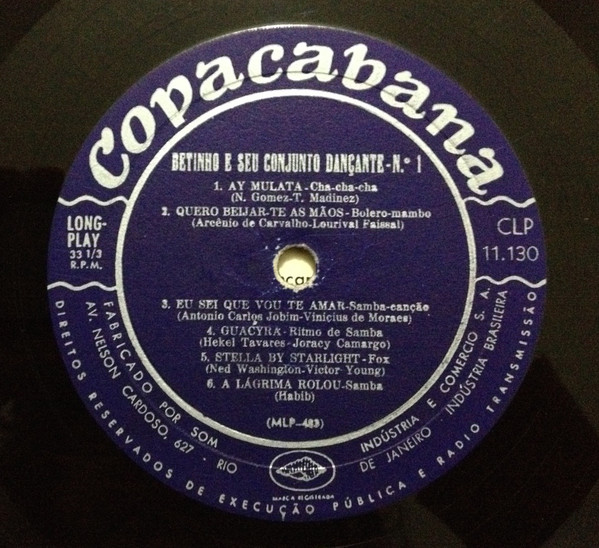 Copacabana
BETINHO E SEU CONJUNTO DANÇANTE-N.º 1
1. AY MULATA-Cha-cha-cha
(N. Gomez-T. Madinez)
2. QUERO BEIJAR-TE AS MÃOS-Bolero-mambo
(Arcênio de Carvalho-Lourival Faissal)
LONG-
PLAY
33 1/3
R.P.M.
CLP
11.130
3. EU SEI QUE VOU TE AMAR-Samba-canção
(Antonio Carlos Jobim-Vinícius de Moraes)
4. GUACYRA-Ritmo de Samba
(Hekel Tavares-Joracy Camargo)
5. STELLA BY STARLIGHT-Fox
(Ned Washington-Victor Young)
6. A LÁGRIMA ROLOU-Samba
(Habib)
(MLP-483)
MARCA REGISTRADA
FABRICADO POR SOM INDÚSTRIA E COMERCIO S. A.
AV. NELSON CARDOSO, 627 - RIO DE JANEIRO - INDÚSTRIA BRASILEIRA
DIREITOS RESERVADOS DE EXECUÇÃO PÚBLICA E RADIO TRANSMISSÃO